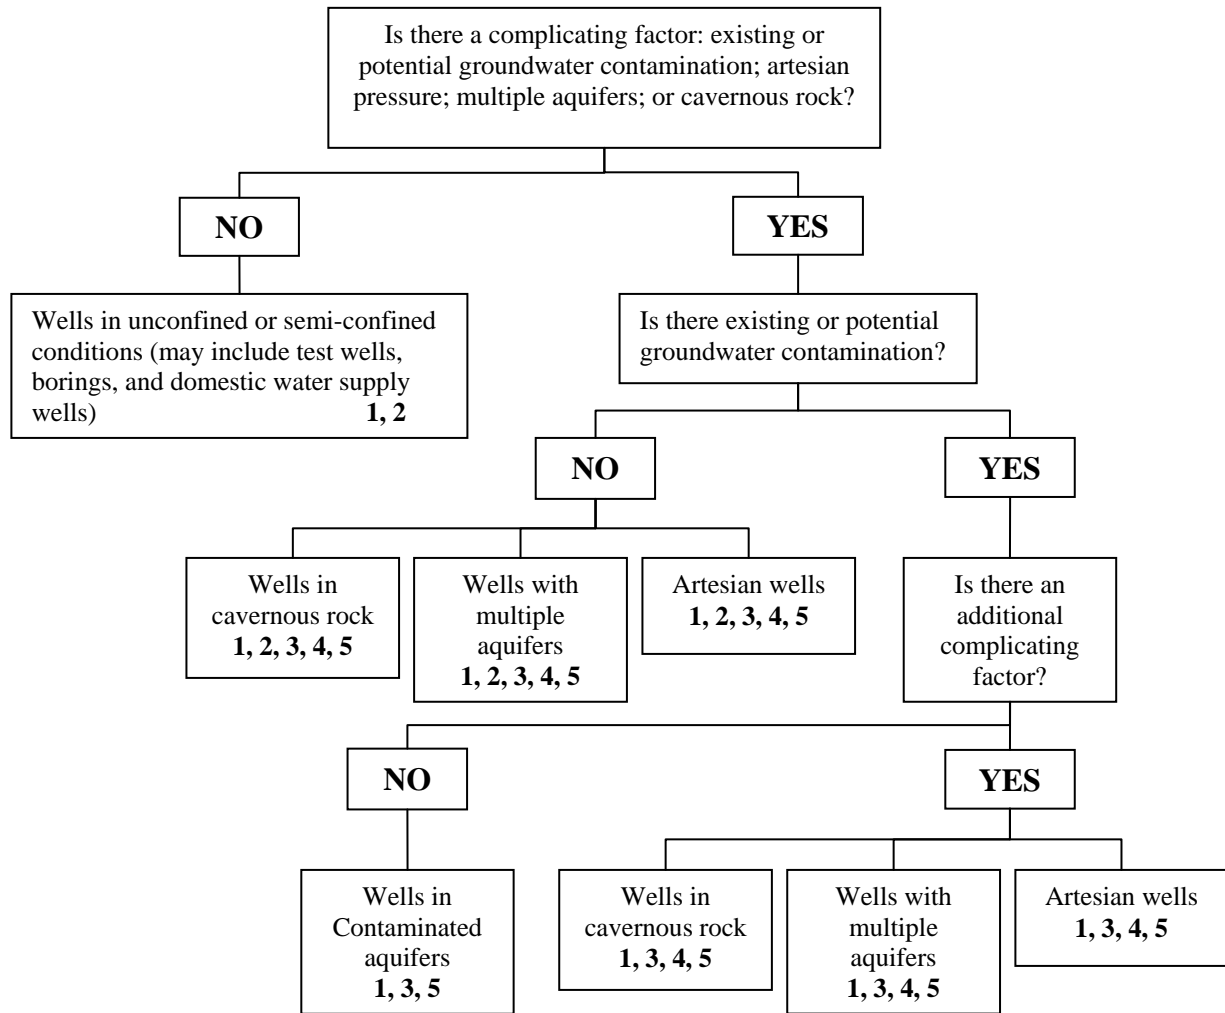 Is there a complicating factor: existing or
potential groundwater contamination; artesian
pressure; multiple aquifers; or cavernous rock?
NO
YES
Wells in unconfined or semi-confined
conditions (may include test wells,
borings, and domestic water supply
wells) 1, 2
Is there existing or potential
groundwater contamination?
NO
YES
Wells in
cavernous rock
1, 2, 3, 4, 5
Wells with
multiple
aquifers
1, 2, 3, 4, 5
Artesian wells
1, 2, 3, 4, 5
Is there an
additional
complicating
factor?
NO
YES
Wells in
Contaminated
aquifers
1, 3, 5
Wells in
cavernous rock
1, 3, 4, 5
Wells with
multiple
aquifers
1, 3, 4, 5
Artesian wells
1, 3, 4, 5